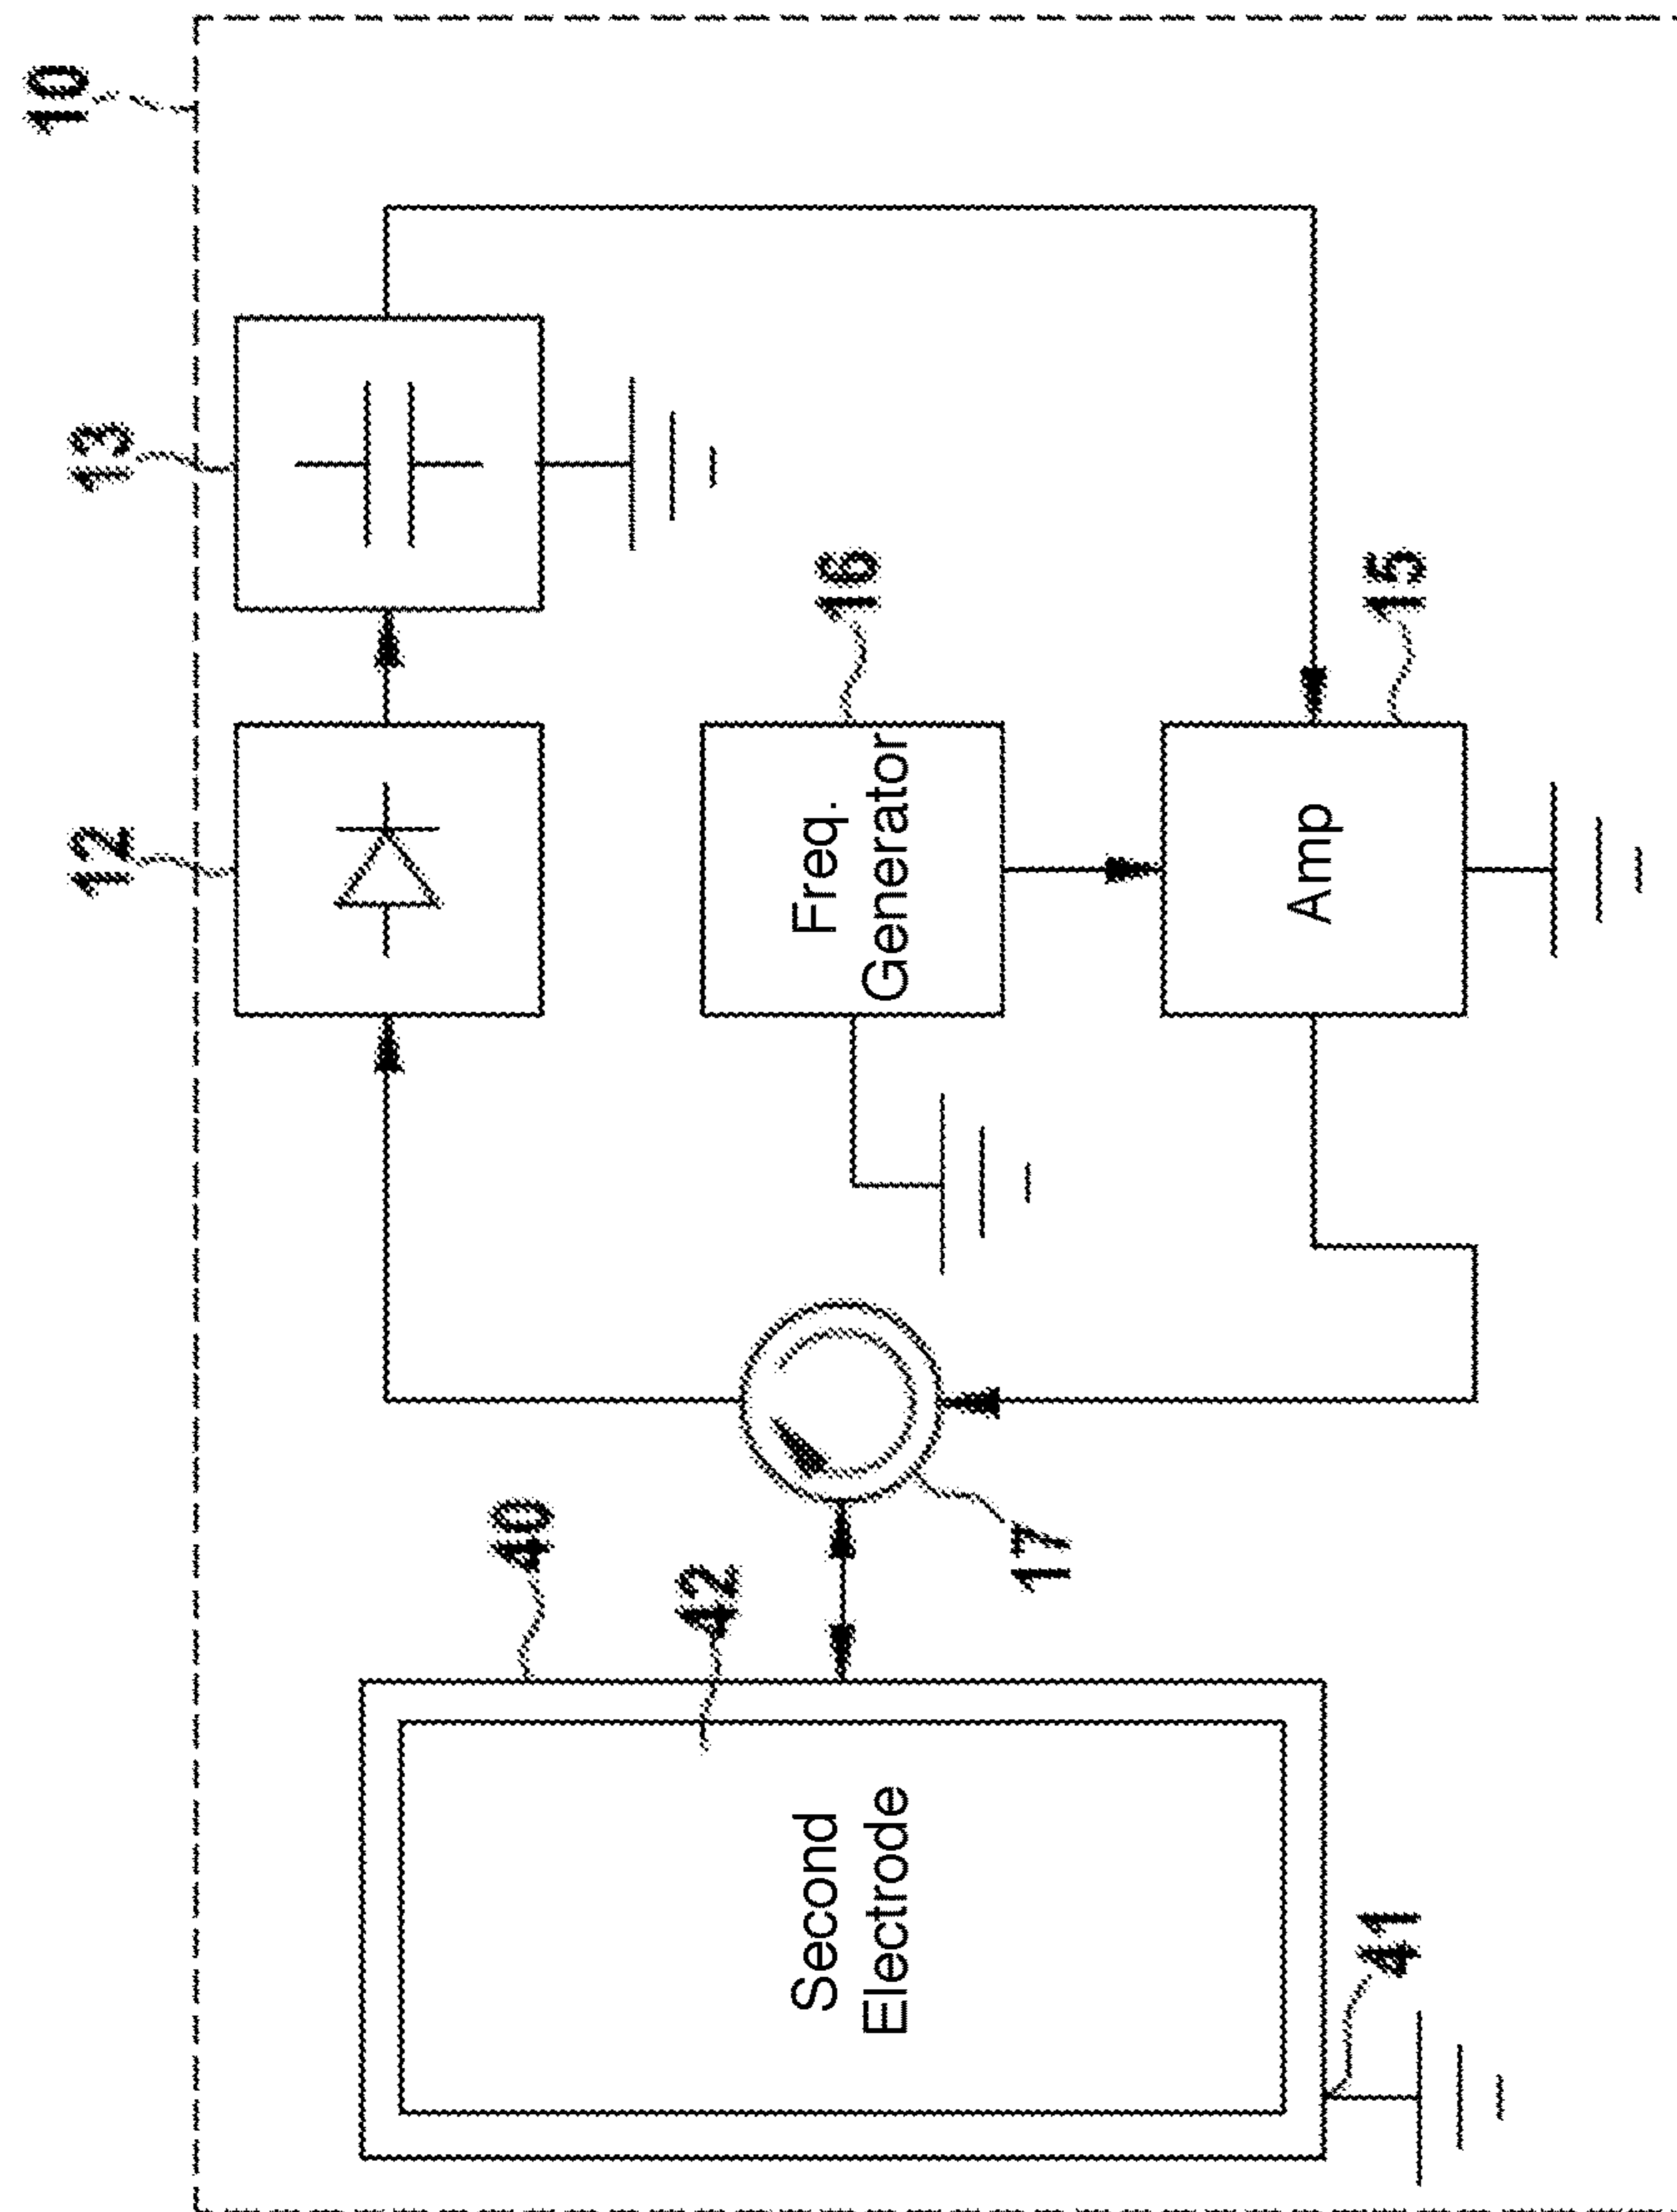 10
12
13
40
42
Second
Electrode
17
16
Freq.
Generator
15
Amp
41